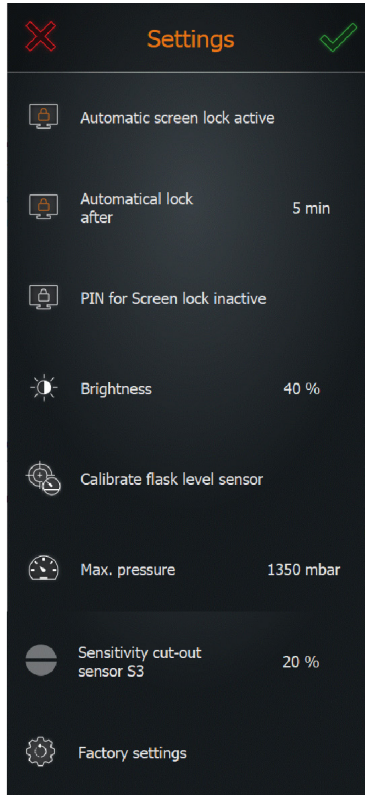 Settings
Automatic screen lock active
Automatical lock
after
5 min
PIN for Screen lock inactive
Brightness
40 %
Calibrate flask level sensor
Max. pressure
1350 mbar
Sensitivity cut-out
sensor S3
20 %
Factory settings